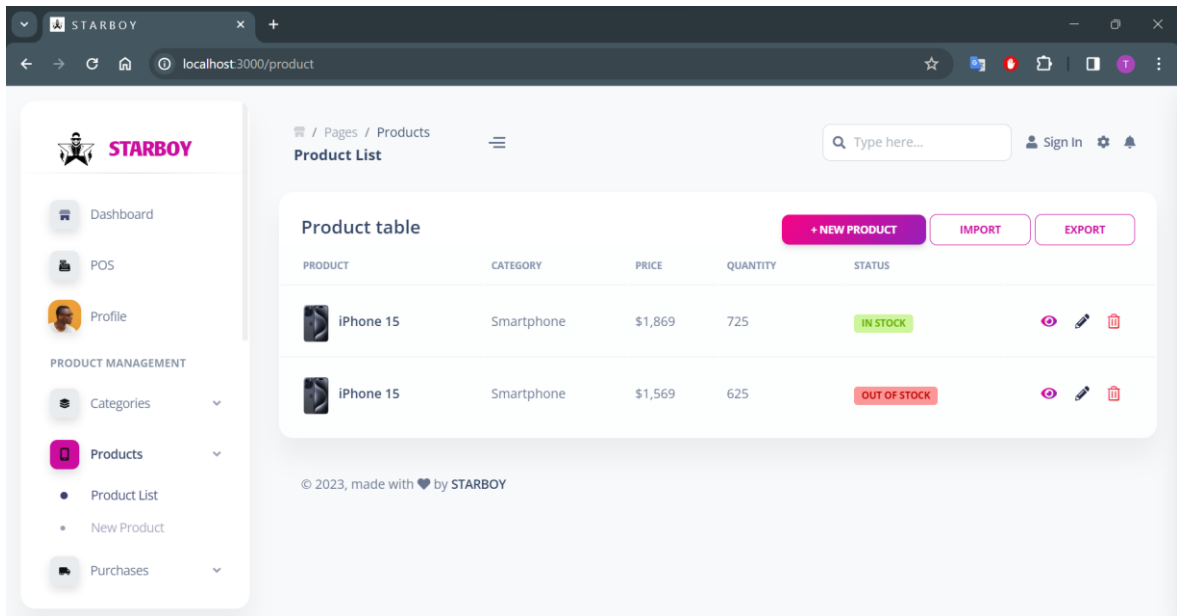 STARBOY
localhost:3000/product
T
STARBOY
Dashboard
POS
Profile
PRODUCT MANAGEMENT
Categories
Products
Product List
New Product
Purchases
/ Pages / Products
Product List
Type here...
Sign In
Product table
+ NEW PRODUCT IMPORT EXPORT
PRODUCT CATEGORY PRICE QUANTITY STATUS
iPhone 15 Smartphone $1,869 725 IN STOCK
iPhone 15 Smartphone $1,569 625 OUT OF STOCK
© 2023, made with ♥ by STARBOY